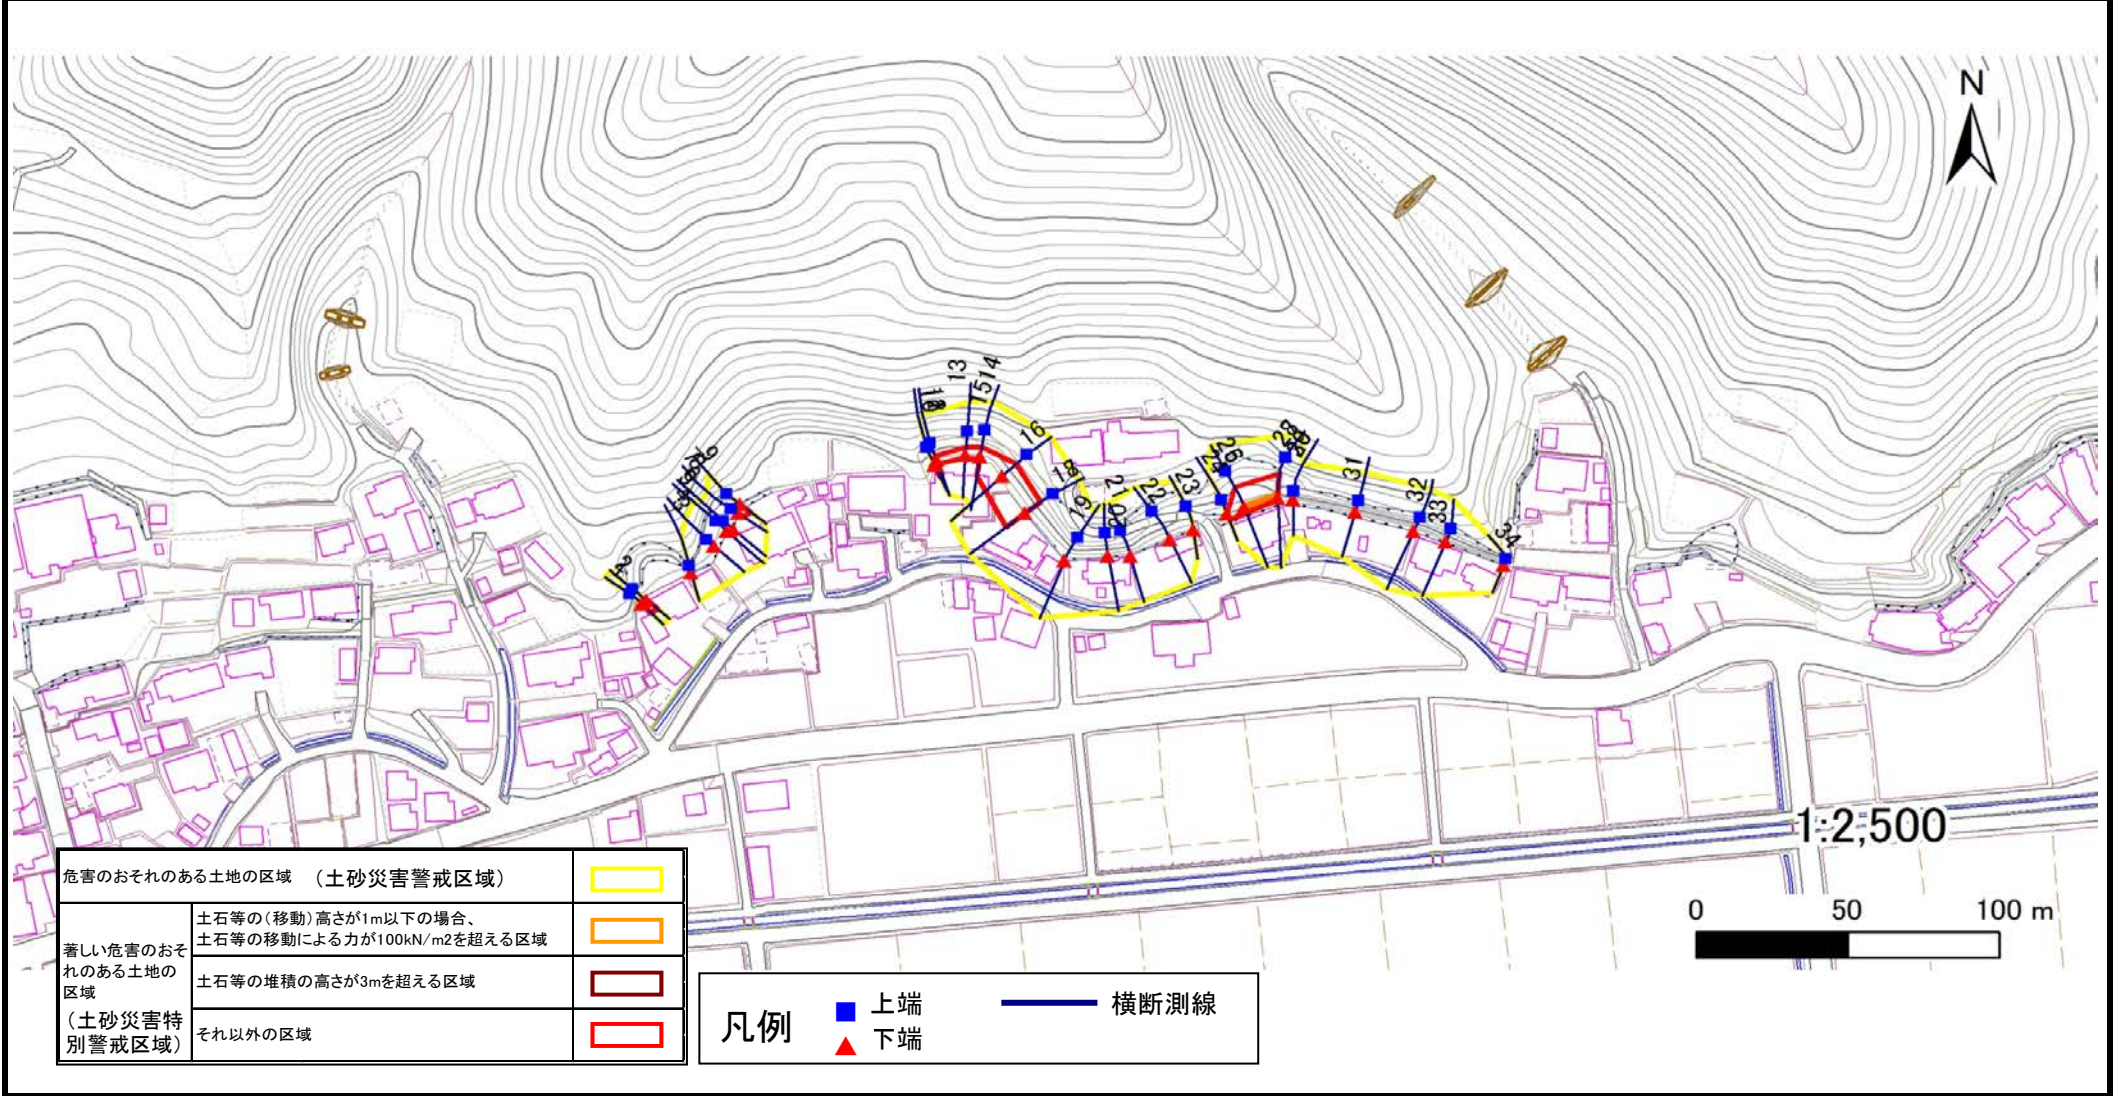 N
13
15
14
16
9
2
19
21
20
22
23
26
31
32
33
34
1:2,500
0 50 100 m
危害のおそれのある土地の区域 (土砂災害警戒区域)
著しい危害のおそれのある土地の区域
(土砂災害特別警戒区域)
土石等の(移動)高さが1m以下の場合、
土石等の移動による力が100kN/m2を超える区域
土石等の堆積の高さが3mを超える区域
それ以外の区域
凡例
上端
下端
横断測線